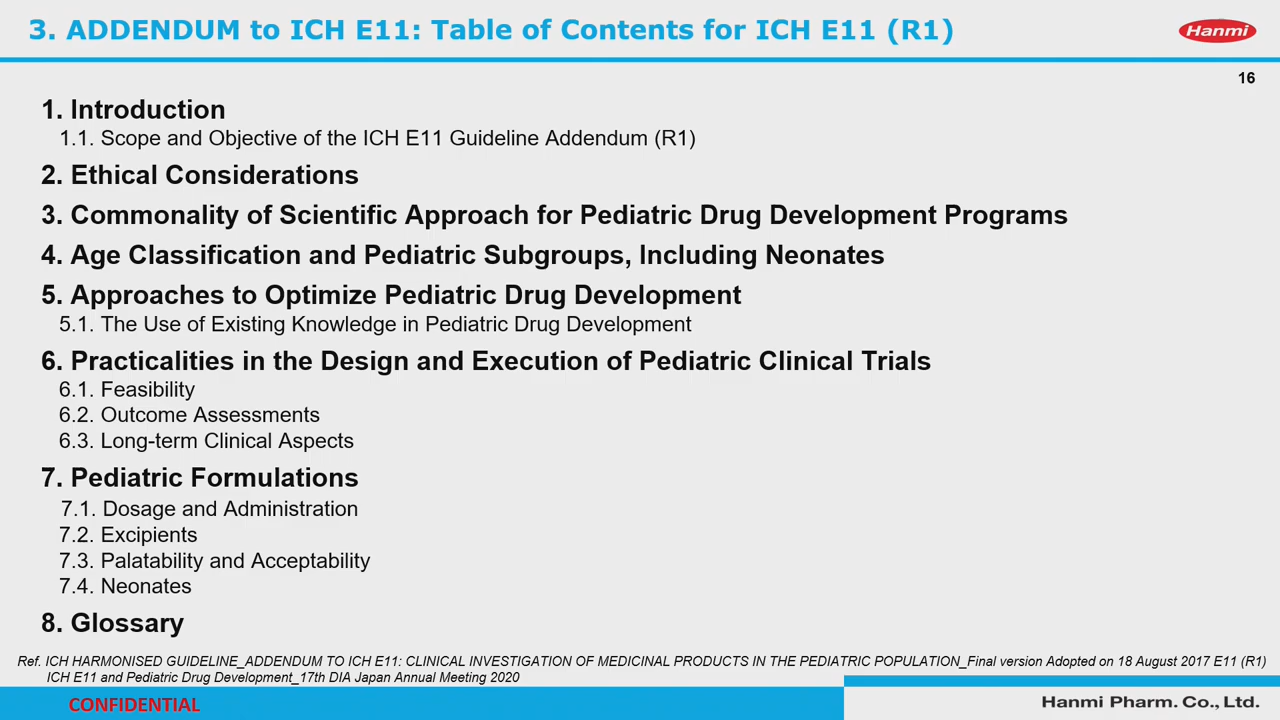 3. ADDENDUM to ICH E11: Table of Contents for ICH E11 (R1)
Hanmi
16
1. Introduction
1.1. Scope and Objective of the ICH E11 Guideline Addendum (R1)
2. Ethical Considerations
3. Commonality of Scientific Approach for Pediatric Drug Development Programs
4. Age Classification and Pediatric Subgroups, Including Neonates
5. Approaches to Optimize Pediatric Drug Development
5.1. The Use of Existing Knowledge in Pediatric Drug Development
6. Practicalities in the Design and Execution of Pediatric Clinical Trials
6.1. Feasibility
6.2. Outcome Assessments
6.3. Long-term Clinical Aspects
7. Pediatric Formulations
7.1. Dosage and Administration
7.2. Excipients
7.3. Palatability and Acceptability
7.4. Neonates
8. Glossary
Ref. ICH HARMONISED GUIDELINE_ADDENDUM TO ICH E11: CLINICAL INVESTIGATION OF MEDICINAL PRODUCTS IN THE PEDIATRIC POPULATION_Final version Adopted on 18 August 2017 E11 (R1)
ICH E11 and Pediatric Drug Development_17th DIA Japan Annual Meeting 2020
CONFIDENTIAL
Hanmi Pharm. Co., Ltd.